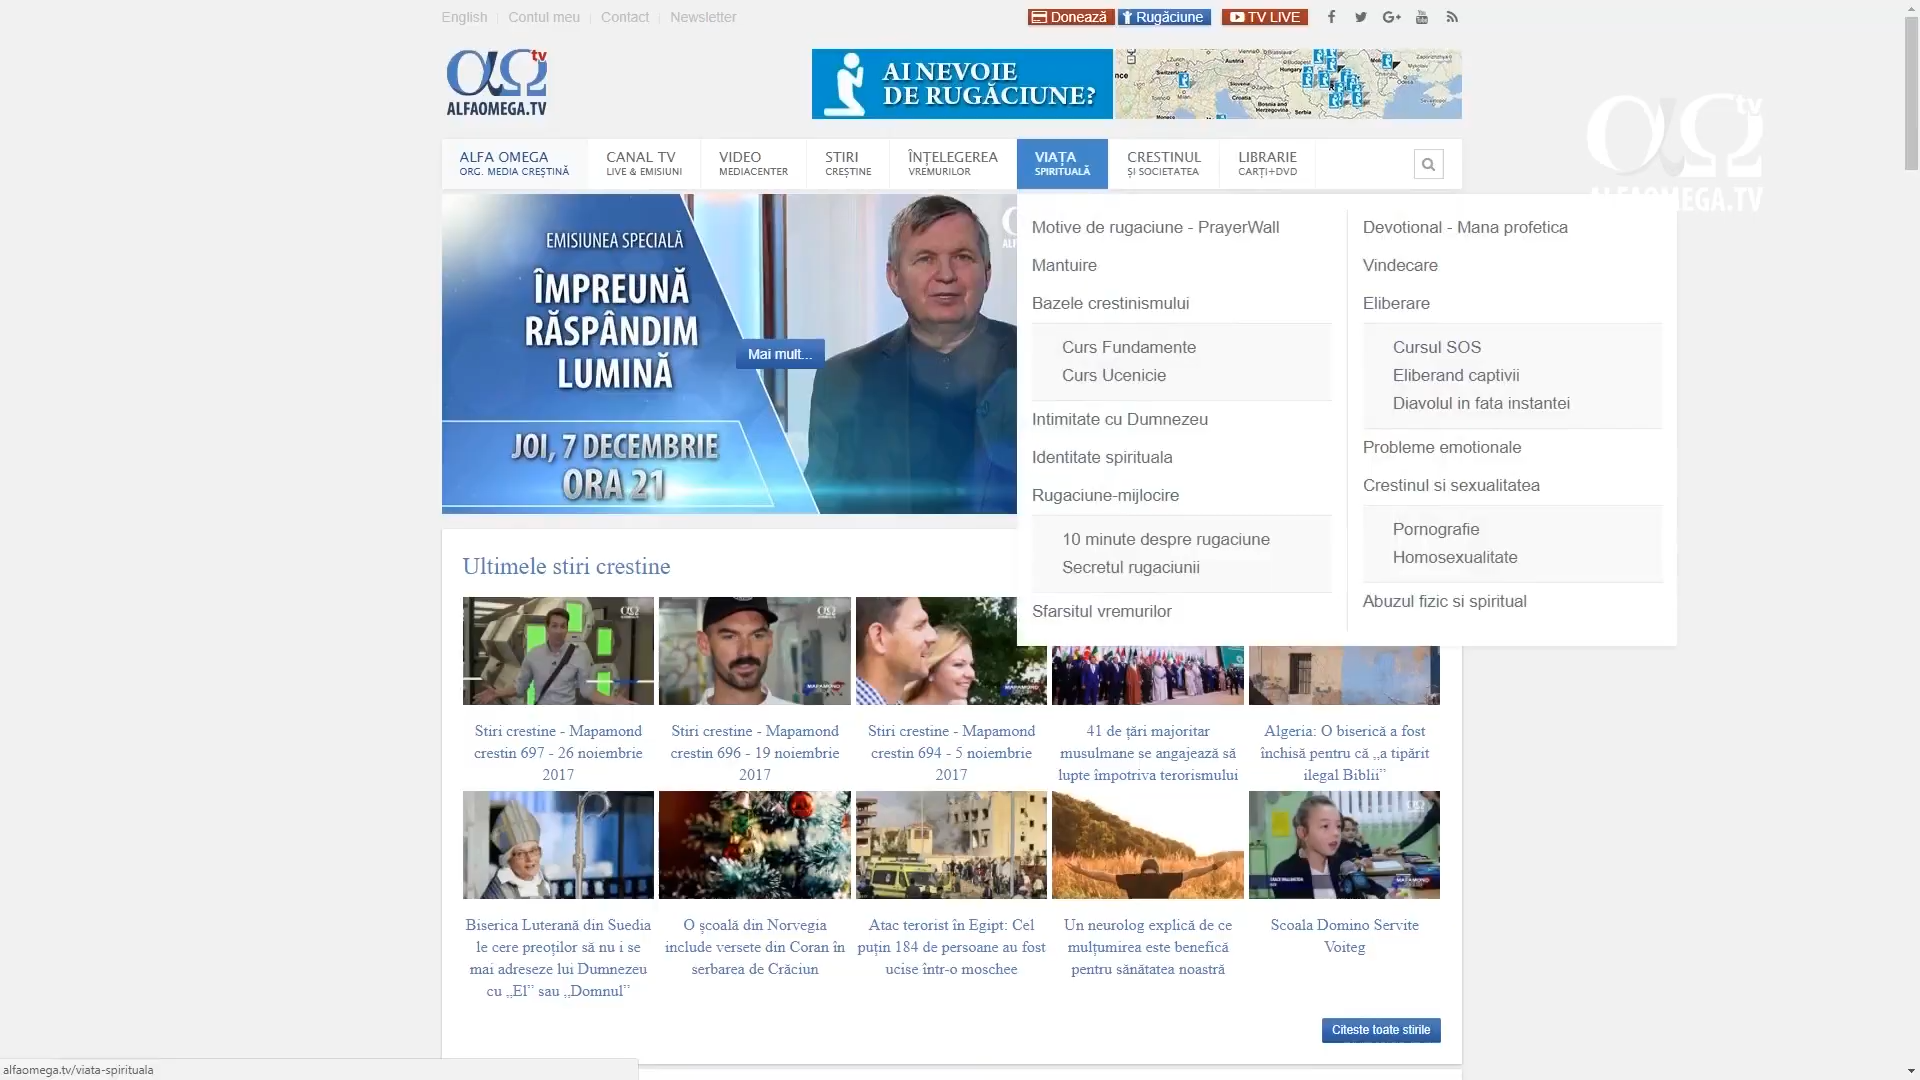 English
Contul meu
Contact
Newsletter
Donează
Rugăciune
TV LIVE
tv
ALFAOMEGA.TV
AI NEVOIE
DE RUGĂCIUNE?
tv
ALFAOMEGA.TV
ALFA OMEGA
ORG. MEDIA CREȘTINĂ
CANAL TV
LIVE & EMISIUNI
VIDEO
MEDIACENTER
STIRI
CREȘTINE
ÎNȚELEGEREA
VREMURILOR
VIAȚA
SPIRITUALĂ
CRESTINUL
ȘI SOCIETATEA
LIBRARIE
CARȚI+DVD
EMISIUNEA SPECIALĂ
ÎMPREUNĂ
RĂSPÂNDIM
LUMINĂ
JOI, 7 DECEMBRIE
ORA 21
Mai mult...
Motive de rugaciune - PrayerWall
Mantuire
Bazele crestinismului
Curs Fundamente
Curs Ucenicie
Intimitate cu Dumnezeu
Identitate spirituala
Rugaciune-mijlocire
10 minute despre rugaciune
Secretul rugaciunii
Sfarsitul vremurilor
Devotional - Mana profetica
Vindecare
Eliberare
Cursul SOS
Eliberand captivii
Diavolul in fata instantei
Probleme emotionale
Crestinul si sexualitatea
Pornografie
Homosexualitate
Abuzul fizic si spiritual
Ultimele stiri crestine
Stiri crestine - Mapamond
crestin 697 - 26 noiembrie
2017
Stiri crestine - Mapamond
crestin 696 - 19 noiembrie
2017
Stiri crestine - Mapamond
crestin 694 - 5 noiembrie
2017
41 de țări majoritar
musulmane se angajează să
lupte împotriva terorismului
Algeria: O biserică a fost
închisă pentru că „a tipărit
ilegal Biblii”
Biserica Luterană din Suedia
le cere preoților să nu i se
mai adreseze lui Dumnezeu
cu „El” sau „Domnul”
O școală din Norvegia
include versete din Coran în
serbarea de Crăciun
Atac terorist în Egipt: Cel
puțin 184 de persoane au fost
ucise într-o moschee
Un neurolog explică de ce
mulțumirea este benefică
pentru sănătatea noastră
Scoala Domino Servite
Voiteg
Citeste toate stirile
alfaomega.tv/viata-spirituala